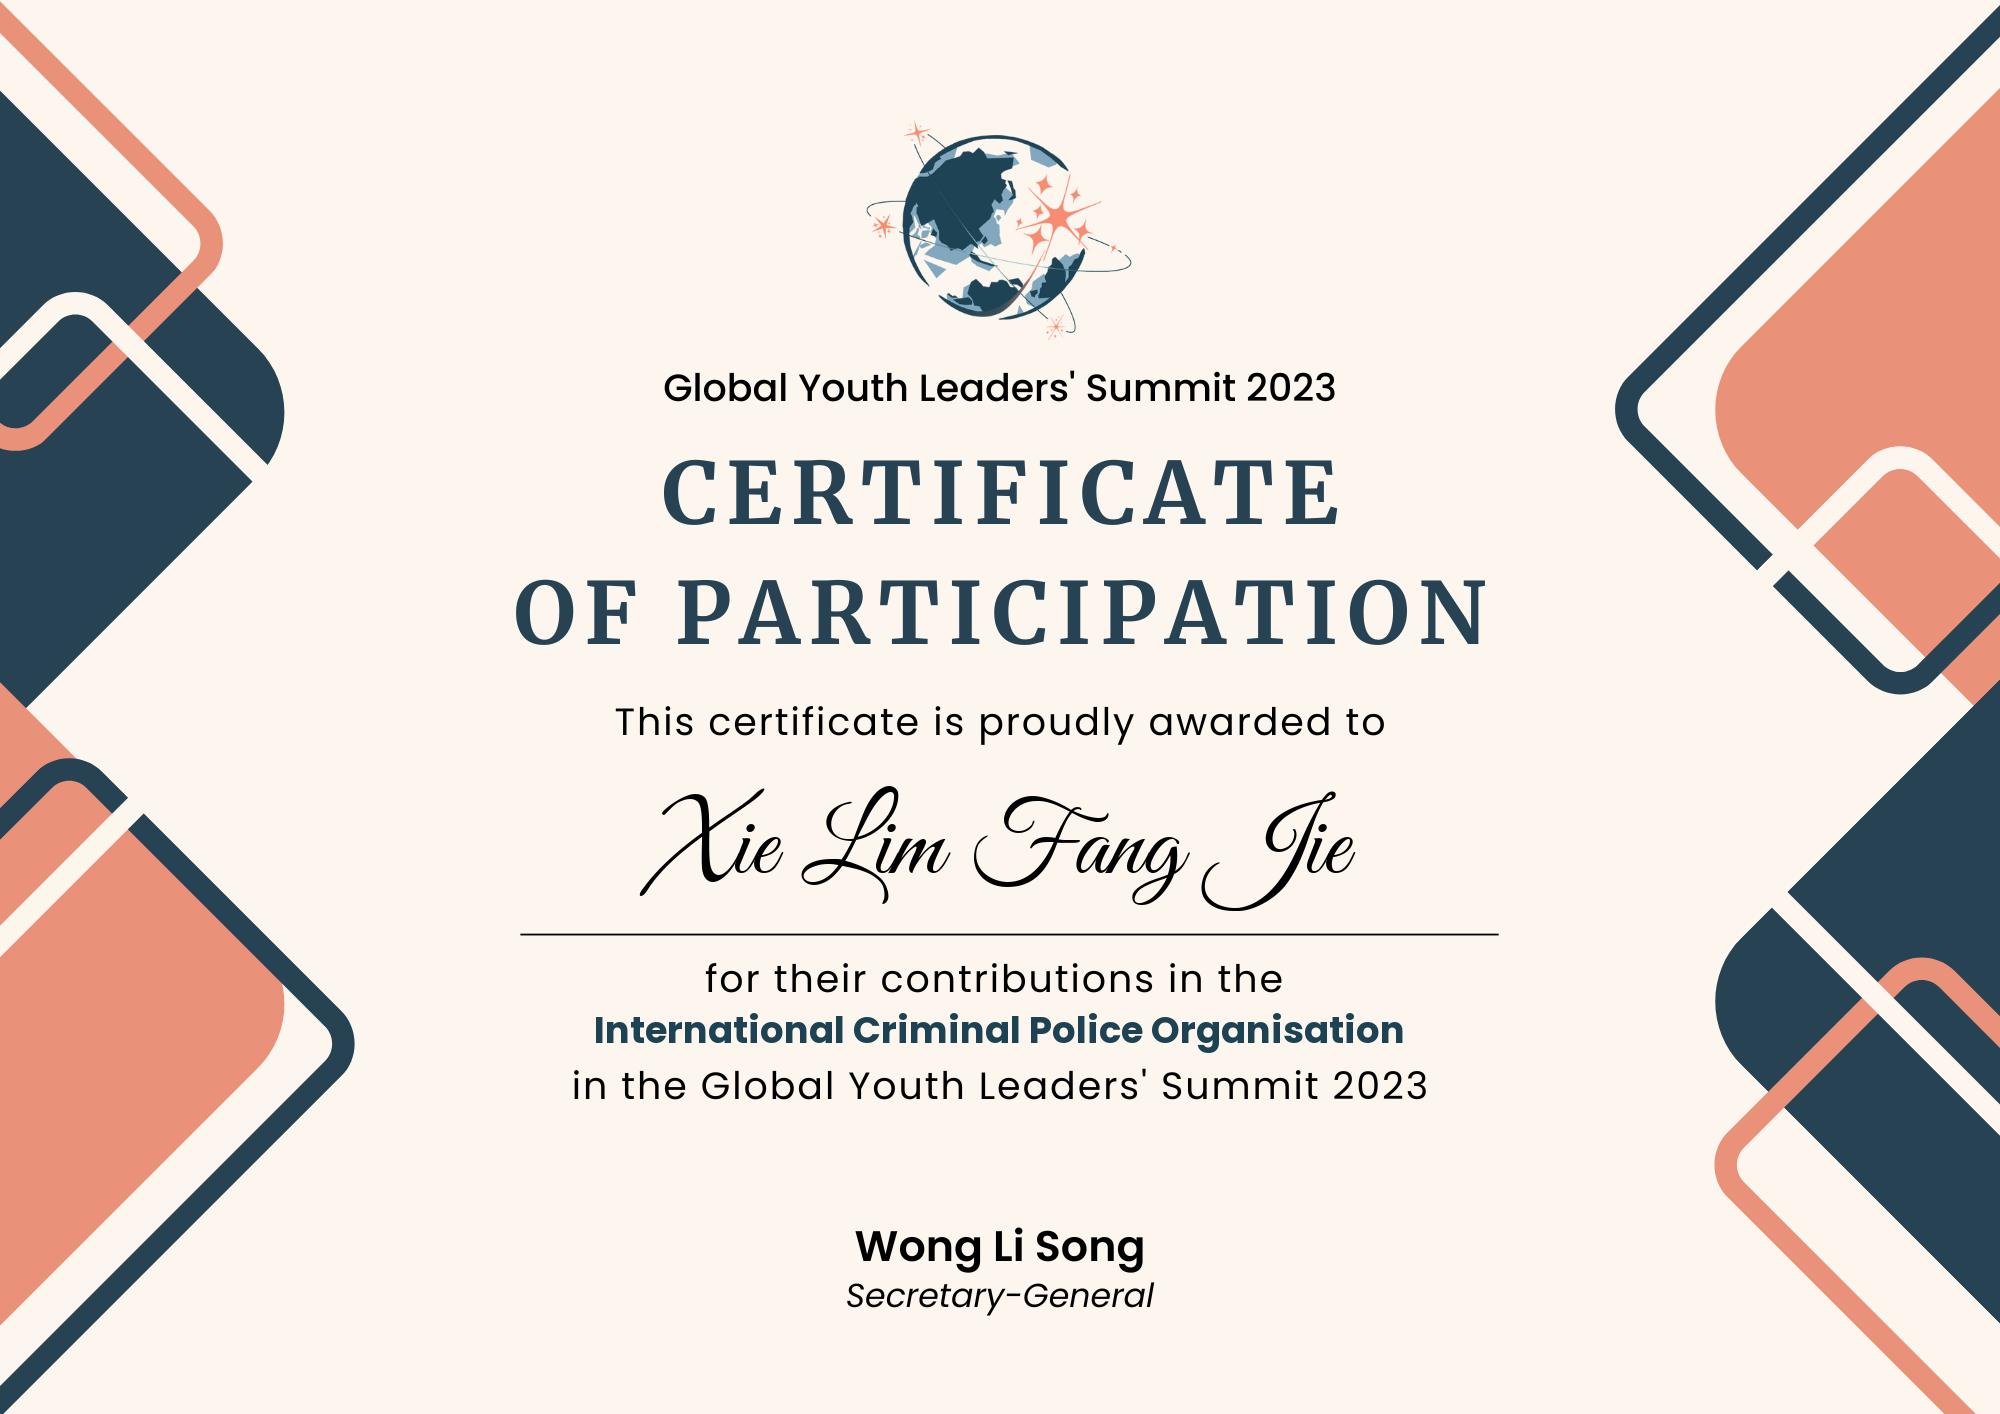 Global Youth Leaders' Summit 2023
CERTIFICATE
OF PARTICIPATION
This certificate is proudly awarded to
Xie Lim Fang Jie
for their contributions in the
International Criminal Police Organisation
in the Global Youth Leaders' Summit 2023
Wong Li Song
Secretary-General